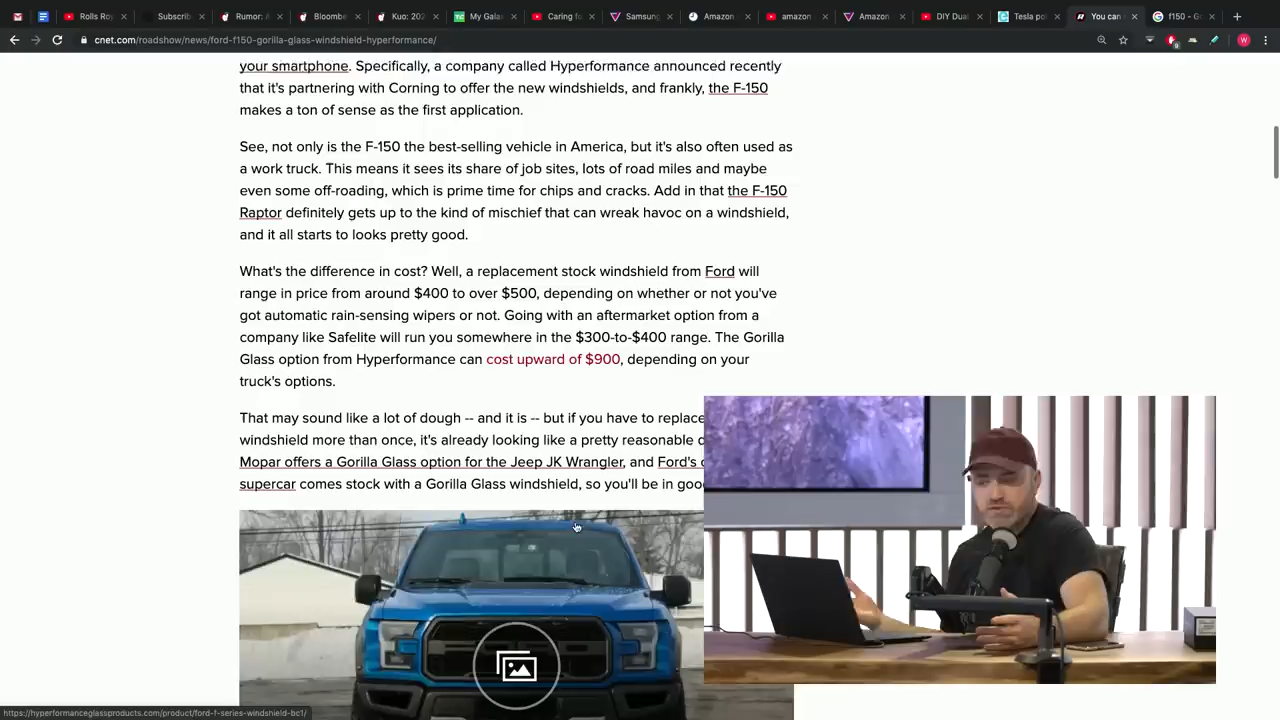 Rolls Roy
Subscrib
Rumor: A
Bloombe
Kuo: 202
My Gala
Caring fo
Samsung
Amazon
amazon
Amazon
DIY Dua
Tesla po
You can
f150 - Go
cnet.com/roadshow/news/ford-f150-gorilla-glass-windshield-hyperformance/
your smartphone. Specifically, a company called Hyperformance announced recently
that it's partnering with Corning to offer the new windshields, and frankly, the F-150
makes a ton of sense as the first application.
See, not only is the F-150 the best-selling vehicle in America, but it's also often used as
a work truck. This means it sees its share of job sites, lots of road miles and maybe
even some off-roading, which is prime time for chips and cracks. Add in that the F-150
Raptor definitely gets up to the kind of mischief that can wreak havoc on a windshield,
and it all starts to looks pretty good.
What's the difference in cost? Well, a replacement stock windshield from Ford will
range in price from around $400 to over $500, depending on whether or not you've
got automatic rain-sensing wipers or not. Going with an aftermarket option from a
company like Safelite will run you somewhere in the $300-to-$400 range. The Gorilla
Glass option from Hyperformance can cost upward of $900, depending on your
truck's options.
That may sound like a lot of dough -- and it is -- but if you have to replace
windshield more than once, it's already looking like a pretty reasonable
Mopar offers a Gorilla Glass option for the Jeep JK Wrangler, and Ford's
supercar comes stock with a Gorilla Glass windshield, so you'll be in goo
https://hyperformanceglassproducts.com/product/ford-f-series-windshield-bc1/